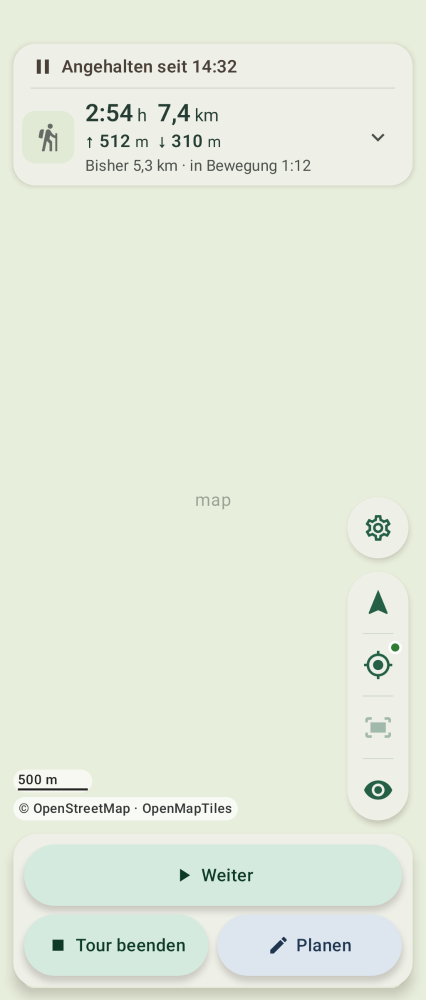 Angehalten seit 14:32
2:54 h 7,4 km
↑ 512 m ↓ 310 m
Bisher 5,3 km · in Bewegung 1:12
map
500 m
© OpenStreetMap · OpenMapTiles
Weiter
Tour beenden
Planen